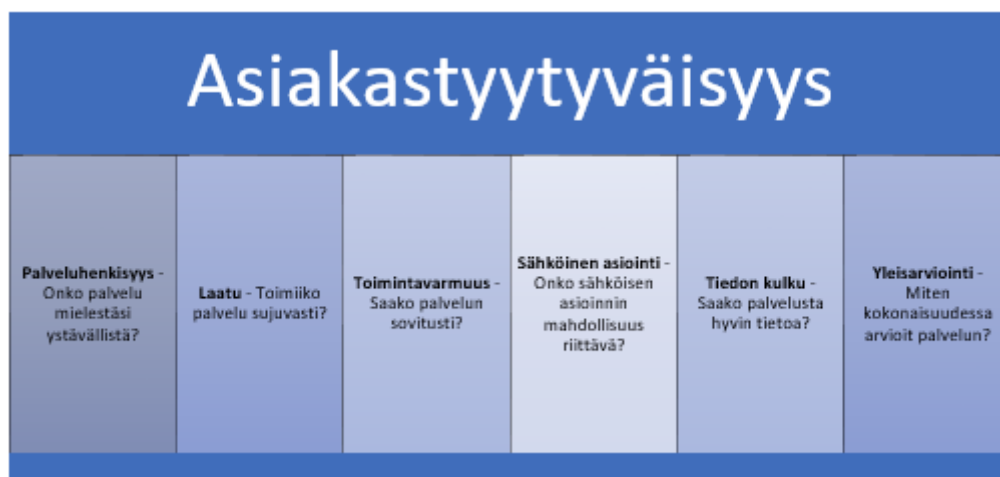 Asiakastyytyväisyys
Palveluhenkisyys -
Onko palvelu
mielestäsi
ystävällistä?
Laatu - Toimiiko
palvelu sujuvasti?
Toimintavarmuus -
Saako palvelun
sovitusti?
Sähköinen asiointi -
Onko sähköisen
asioinnin
mahdollisuus
riittävä?
Tiedon kulku -
Saako palvelusta
hyvin tietoa?
Yleisarviointi -
Miten
kokonaisuudessa
arvioit palvelun?